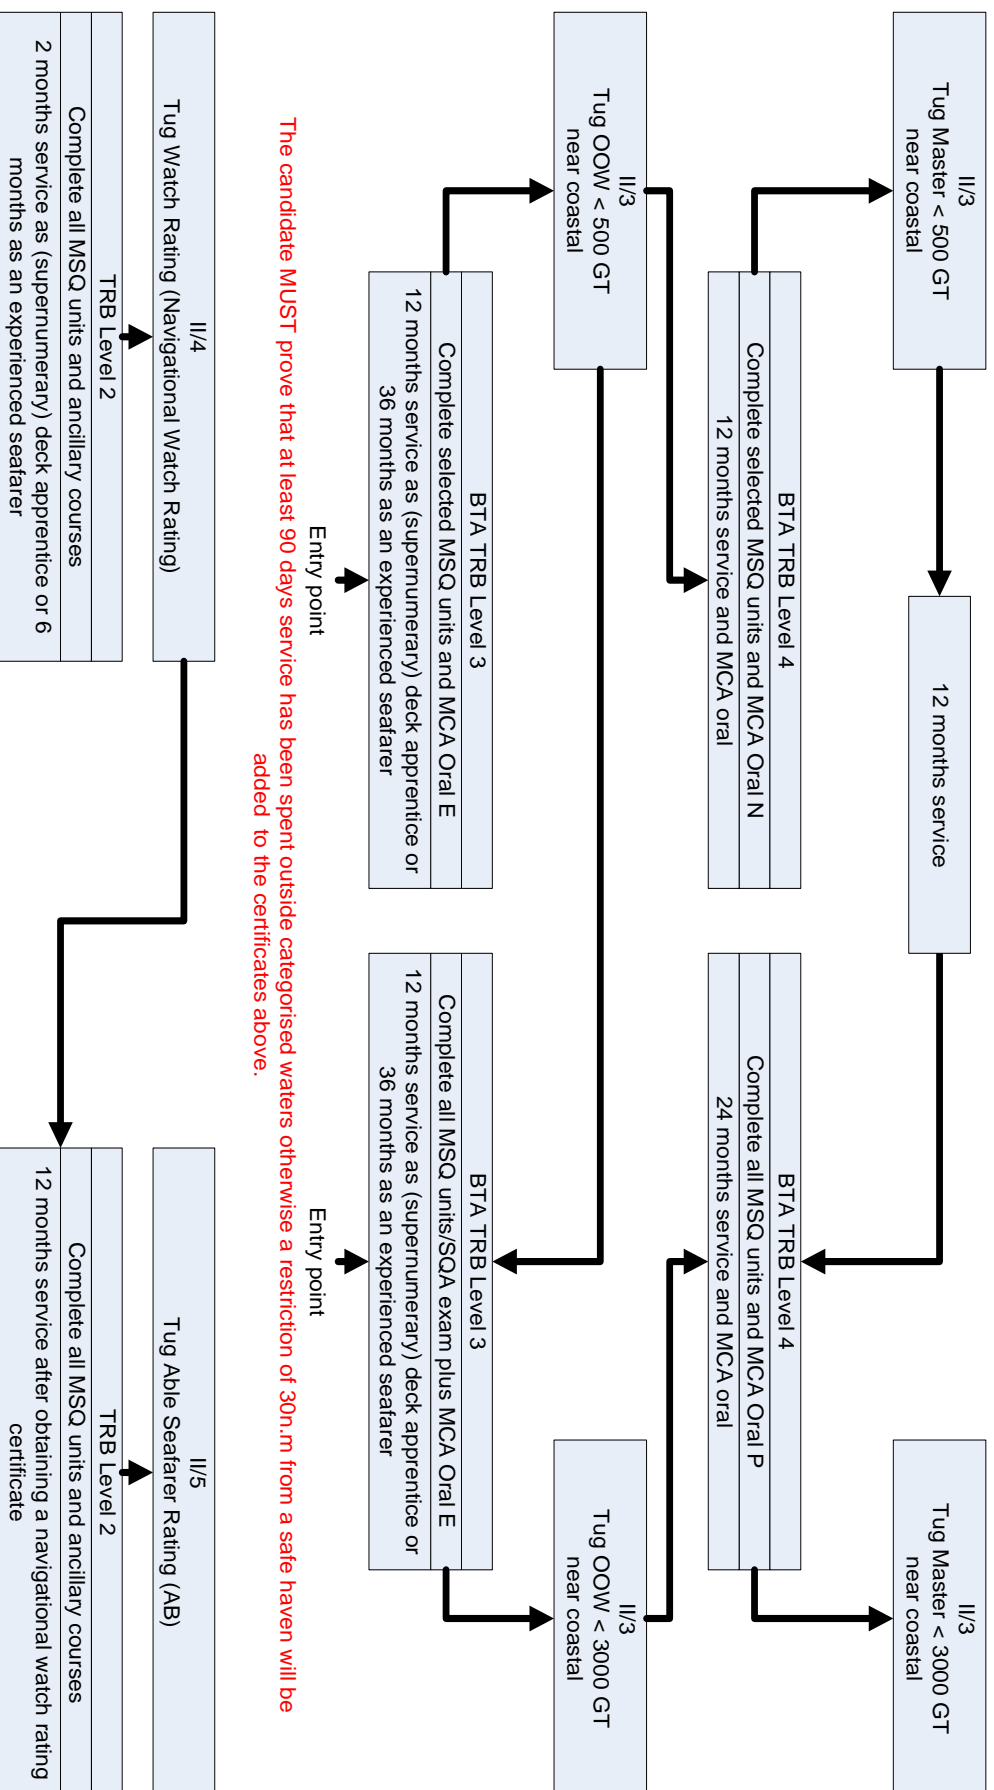 II/3
Tug Master < 500 GT
near coastal
12 months service
II/3
Tug Master < 3000 GT
near coastal
BTA TRB Level 4
Complete selected MSQ units and MCA Oral N
12 months service and MCA oral
BTA TRB Level 4
Complete all MSQ units and MCA Oral P
24 months service and MCA oral
II/3
Tug OOW < 500 GT
near coastal
II/3
Tug OOW < 3000 GT
near coastal
BTA TRB Level 3
Complete selected MSQ units and MCA Oral E
12 months service as (supernumerary) deck apprentice or
36 months as an experienced seafarer
BTA TRB Level 3
Complete all MSQ units/SQA exam plus MCA Oral E
12 months service as (supernumerary) deck apprentice or
36 months as an experienced seafarer
Entry point
Entry point
The candidate MUST prove that at least 90 days service has been spent outside categorised waters otherwise a restriction of 30n.m from a safe haven will be
added to the certificates above.
II/4
Tug Watch Rating (Navigational Watch Rating)
II/5
Tug Able Seafarer Rating (AB)
TRB Level 2
Complete all MSQ units and ancillary courses
2 months service as (supernumerary) deck apprentice or 6
months as an experienced seafarer
TRB Level 2
Complete all MSQ units and ancillary courses
12 months service after obtaining a navigational watch rating
certificate